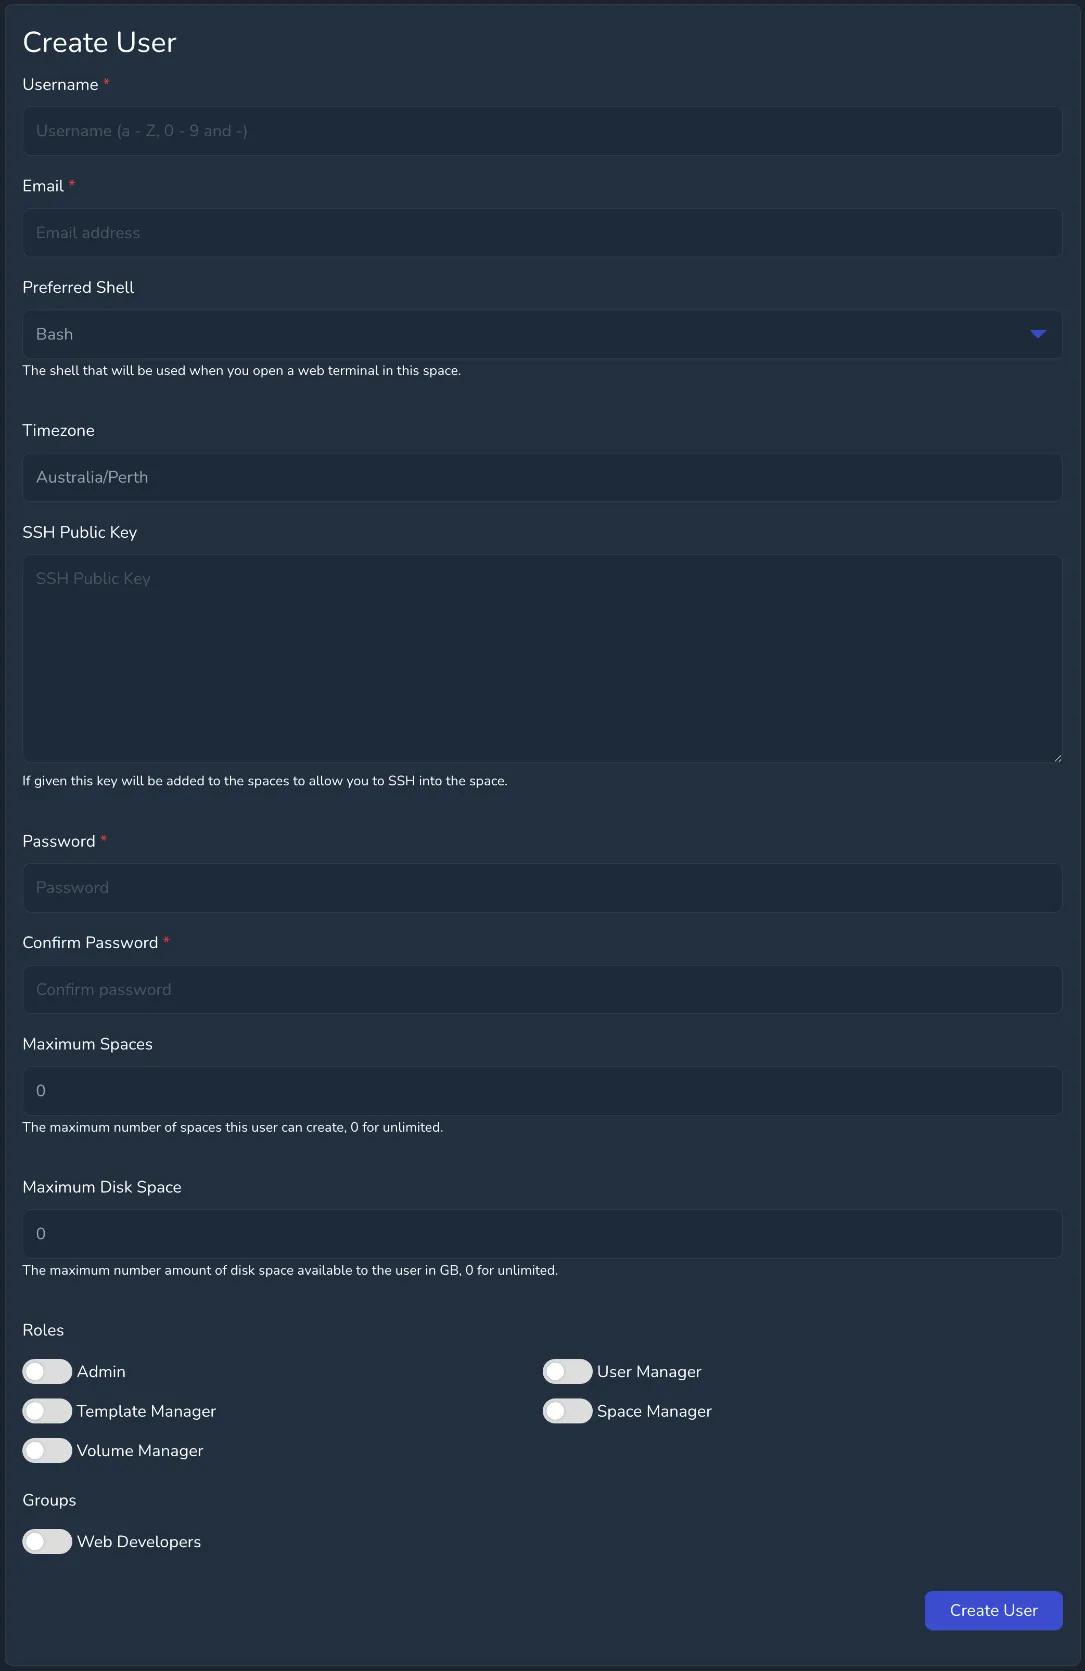 Create User
Username *
Username (a - Z, 0 - 9 and -)
Email *
Email address
Preferred Shell
Bash
The shell that will be used when you open a web terminal in this space.
Timezone
Australia/Perth
SSH Public Key
SSH Public Key
If given this key will be added to the spaces to allow you to SSH into the space.
Password *
Password
Confirm Password *
Confirm password
Maximum Spaces
0
The maximum number of spaces this user can create, 0 for unlimited.
Maximum Disk Space
0
The maximum number amount of disk space available to the user in GB, 0 for unlimited.
Roles
Admin
User Manager
Template Manager
Space Manager
Volume Manager
Groups
Web Developers
Create User